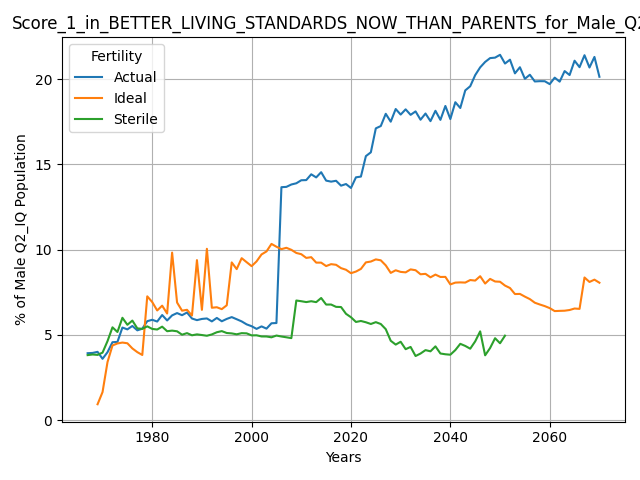 Score_1_in_BETTER_LIVING_STANDARDS_NOW_THAN_PARENTS_for_Male_Q2
Fertility
Actual
Ideal
Sterile
% of Male Q2_IQ Population
20
15
10
5
0
1980 2000 2020 2040 2060
Years